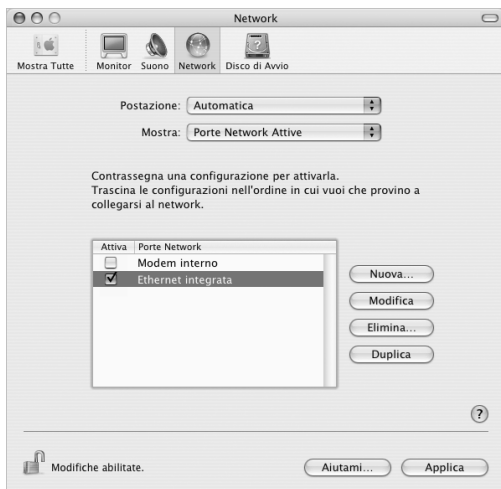 Network
Mostra Tutte Monitor Suono Network Disco di Avvio
Postazione: Automatica
Mostra: Porte Network Attive
Contrassegna una configurazione per attivarla.
Trascina le configurazioni nell'ordine in cui vuoi che provino a
collegarsi al network.
Attiva Porte Network
Modem interno
Ethernet integrata
Nuova...
Modifica
Elimina...
Duplica
?
Modifiche abilitate.
Aiutami... Applica